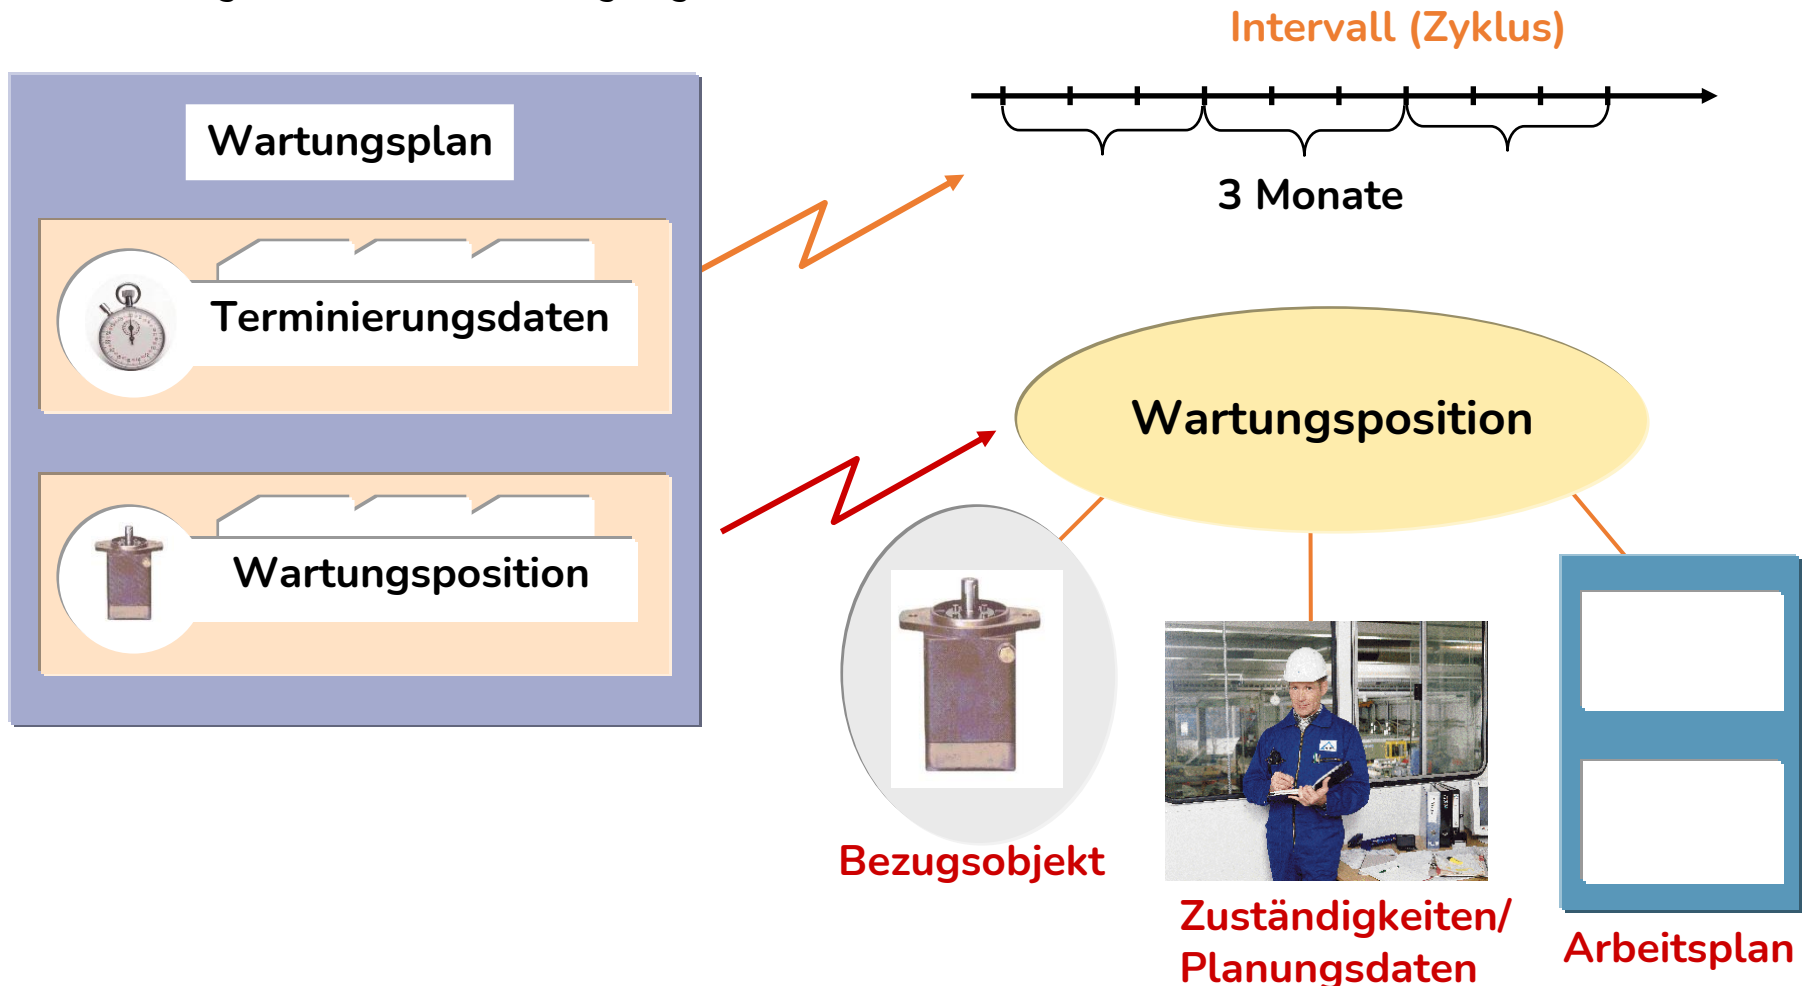 Intervall (Zyklus)
Wartungsplan
3 Monate
Terminierungsdaten
Wartungsposition
Wartungsposition
Bezugsobjekt
Zuständigkeiten/
Planungsdaten
Arbeitsplan